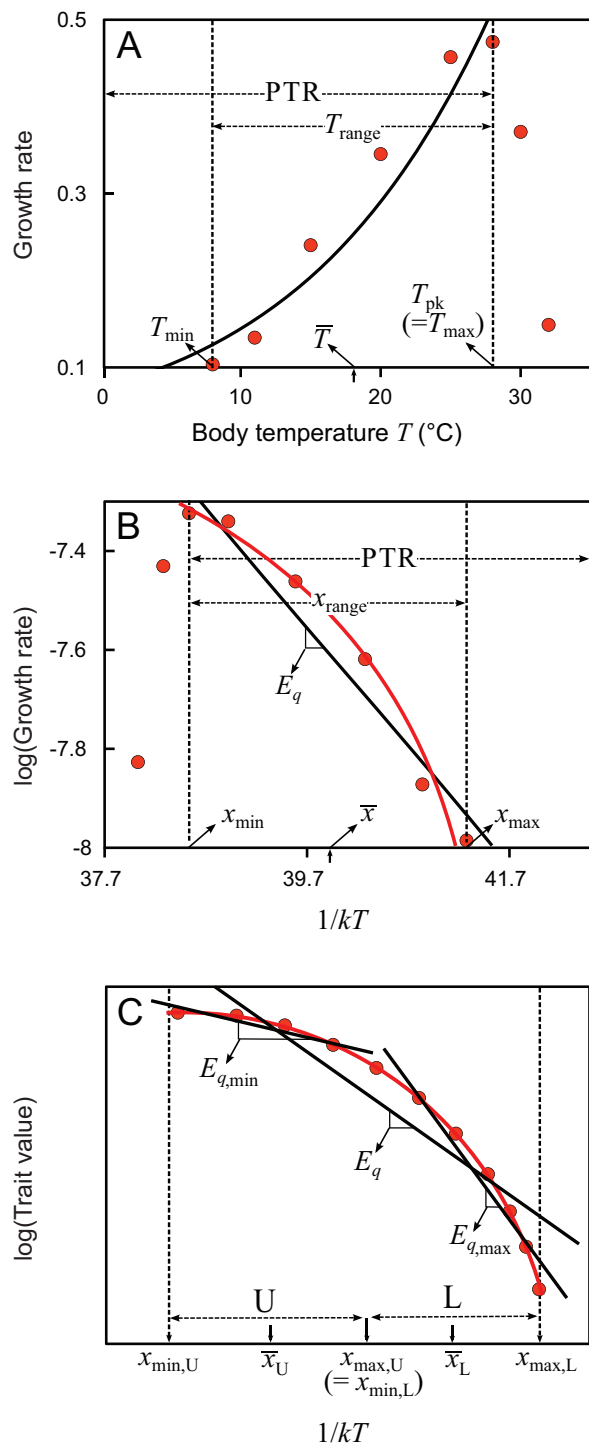 A
0.5
PTR
T_range
Growth rate
0.3
T_min
T̅
T_pk
(=T_max)
0.1
0 10 20 30
Body temperature T (°C)
B
-7.4
PTR
x_range
log(Growth rate)
-7.6
E_q
-7.8
x_min
x̅
x_max
-8
37.7 39.7 41.7
1/kT
C
E_q,min
log(Trait value)
E_q
E_q,max
U L
x_min,U x̅_U x_max,U x̅_L x_max,L
(= x_min,L)
1/kT